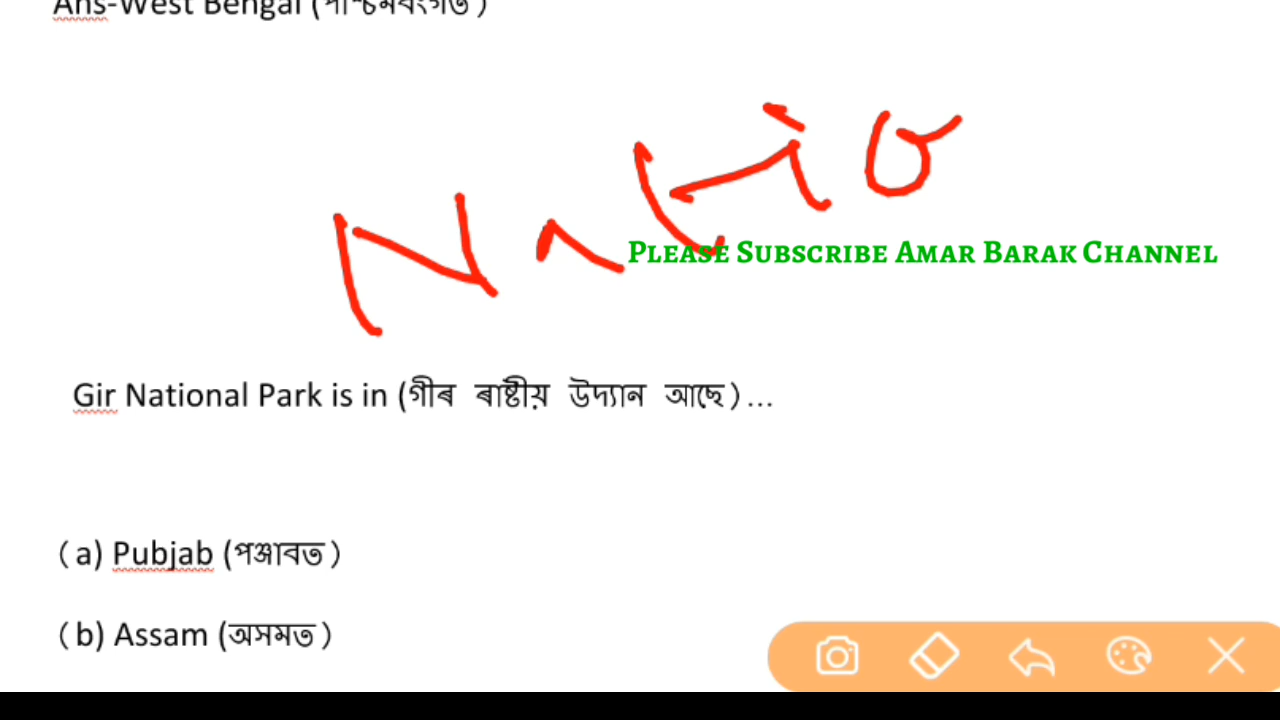 Ans-West Bengal (পশ্চিমবংগত)
Natio
PLEASE SUBSCRIBE AMAR BARAK CHANNEL
Gir National Park is in (গীৰ ৰাষ্টীয় উদ্যান আছে)...
(a) Pubjab (পঞ্জাবত)
(b) Assam (অসমত)